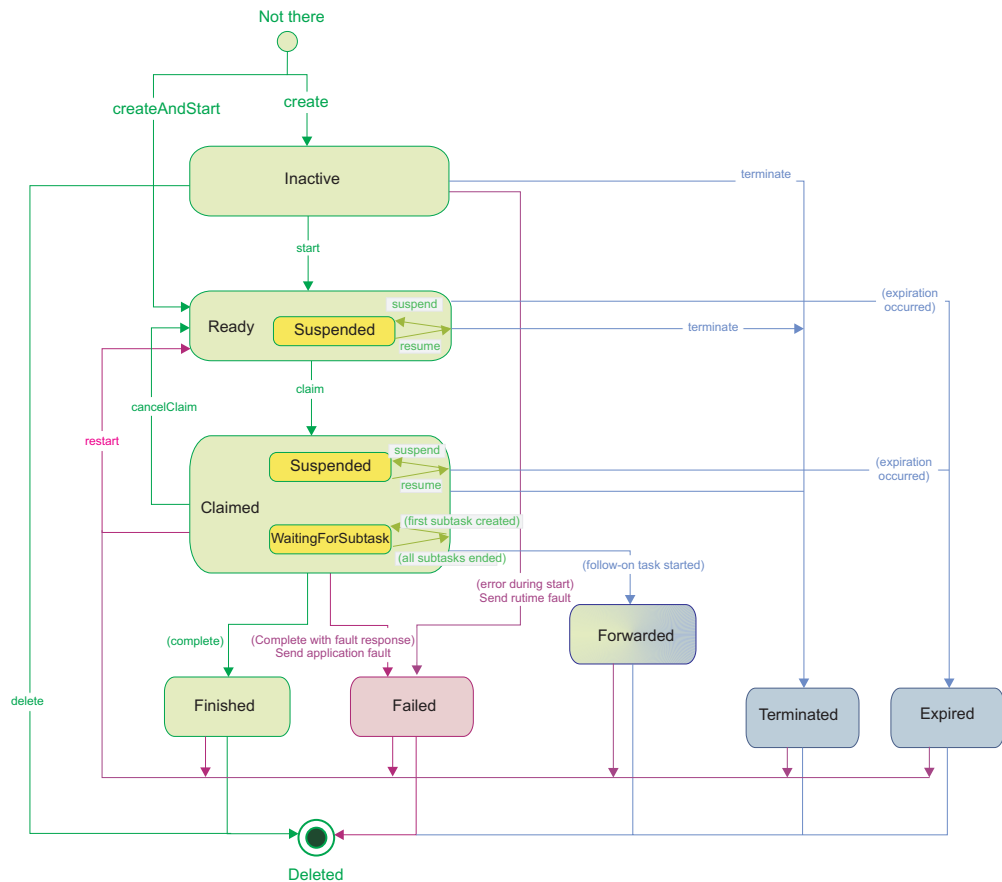 Not there
createAndStart
create
Inactive
terminate
start
(expiration
occurred)
suspend
Ready
Suspended
terminate
resume
claim
cancelClaim
restart
suspend
Suspended
(expiration
occurred)
resume
Claimed
(first subtask created)
WaitingForSubtask
(all subtasks ended)
(follow-on task started)
(error during start)
Send rutime fault
Forwarded
(complete)
(Complete with fault response)
Send application fault
delete
Finished
Failed
Terminated
Expired
Deleted